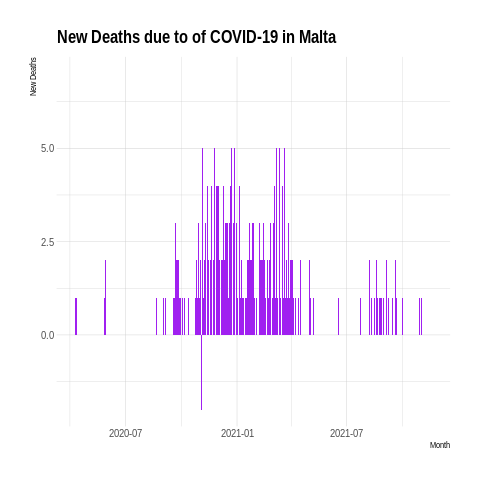 New Deaths due to of COVID-19 in Malta
New Deaths
5.0
2.5
0.0
2020-07 2021-01 2021-07
Month